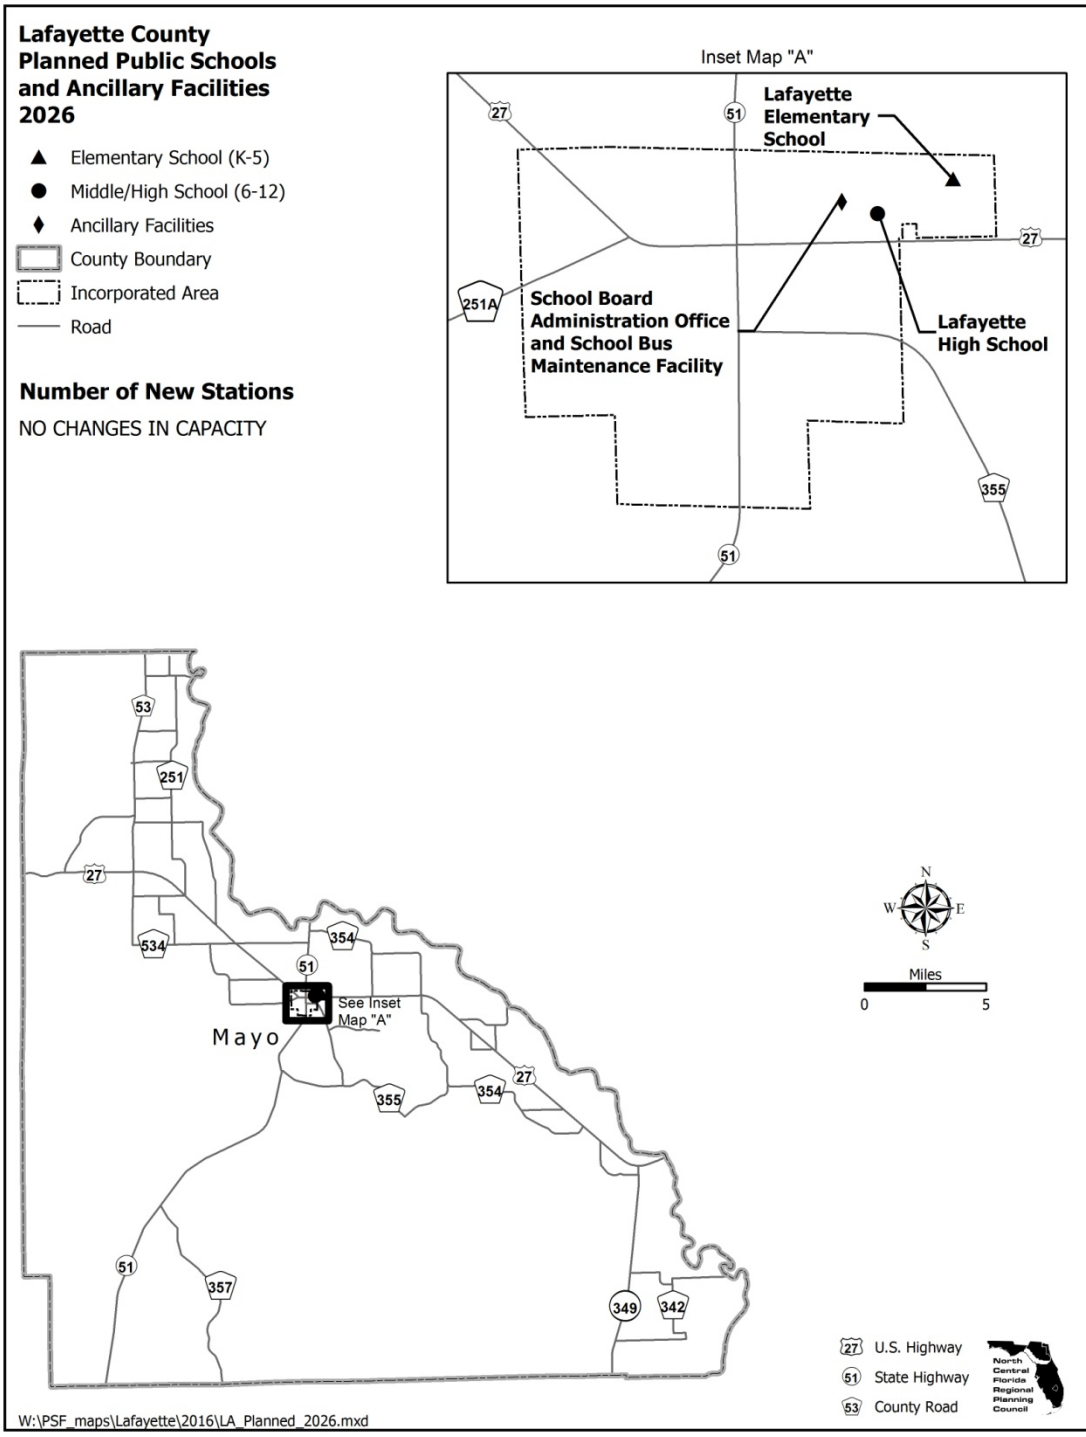 Lafayette County
Planned Public Schools
and Ancillary Facilities
2026
Elementary School (K-5)
Middle/High School (6-12)
Ancillary Facilities
County Boundary
Incorporated Area
Road
Number of New Stations
NO CHANGES IN CAPACITY
Inset Map "A"
27
51
Lafayette
Elementary
School
27
251A
School Board
Administration Office
and School Bus
Maintenance Facility
Lafayette
High School
355
51
53
251
27
534
354
51
See Inset
Map "A"
Mayo
27
354
355
51
357
349
342
N
W E
S
Miles
0 5
27 U.S. Highway
51 State Highway
53 County Road
North
Central
Florida
Regional
Planning
Council
W:\PSF_maps\Lafayette\2016\LA_Planned_2026.mxd